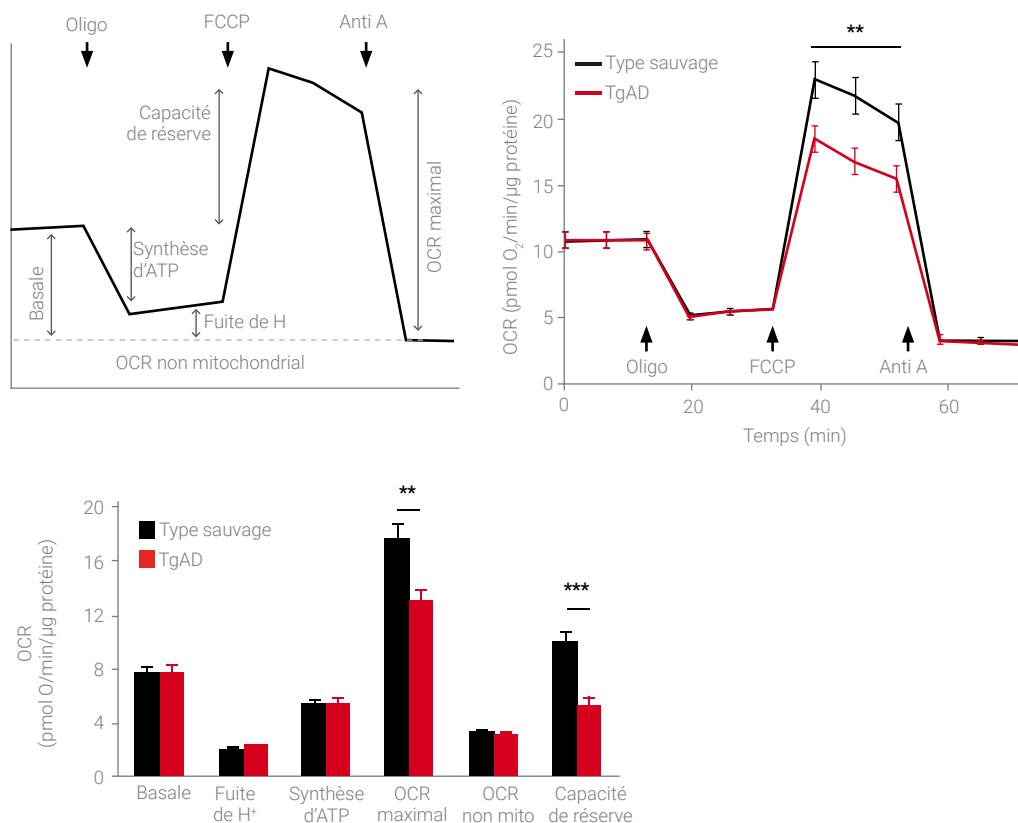 Oligo
FCCP
Anti A
Capacité
de réserve
OCR maximal
Synthèse
d'ATP
Basale
Fuite de H
OCR non mitochondrial
**
Type sauvage
TgAD
OCR (pmol O₂/min/µg protéine)
25
20
15
10
5
0
Oligo
FCCP
Anti A
0
20
40
60
Temps (min)
**
***
Type sauvage
TgAD
OCR
(pmol O/min/µg protéine)
20
16
12
8
4
0
Basale
Fuite
de H⁺
Synthèse
d'ATP
OCR
maximal
OCR
non mito
Capacité
de réserve